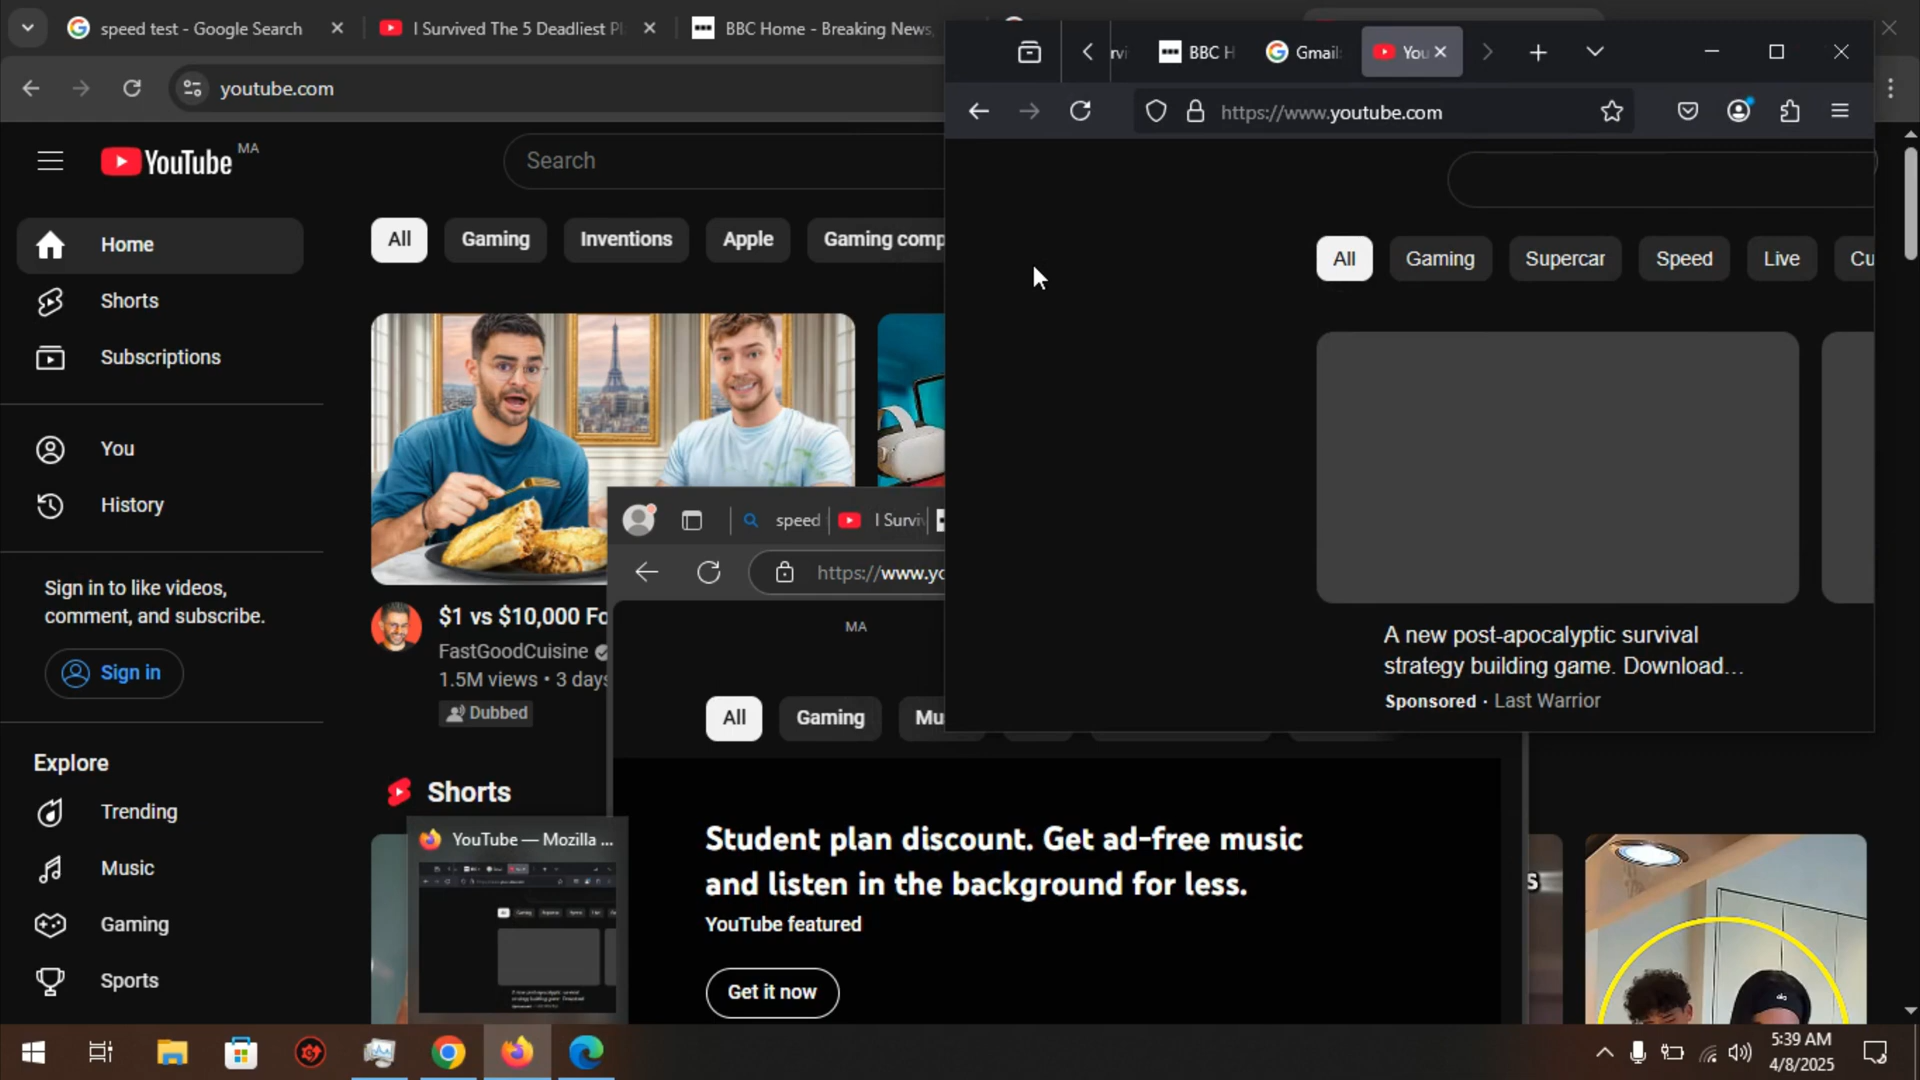 speed test - Google Search
I Survived The 5 Deadliest Pl
BBC Home - Breaking News,
youtube.com
YouTube MA
Search
Home
Shorts
Subscriptions
You
History
Sign in to like videos,
comment, and subscribe.
Sign in
Explore
Trending
Music
Gaming
Sports
All
Gaming
Inventions
Apple
Gaming comp
$1 vs $10,000 Fo
FastGoodCuisine
1.5M views • 3 days
Dubbed
Shorts
BBC H
Gmail
You
https://www.youtube.com
All
Gaming
Supercar
Speed
Live
Cu
A new post-apocalyptic survival
strategy building game. Download...
Sponsored · Last Warrior
speed
I Surviv
https://www.yo
MA
All
Gaming
Mu
Student plan discount. Get ad-free music
and listen in the background for less.
YouTube featured
Get it now
YouTube — Mozilla ...
5:39 AM
4/8/2025